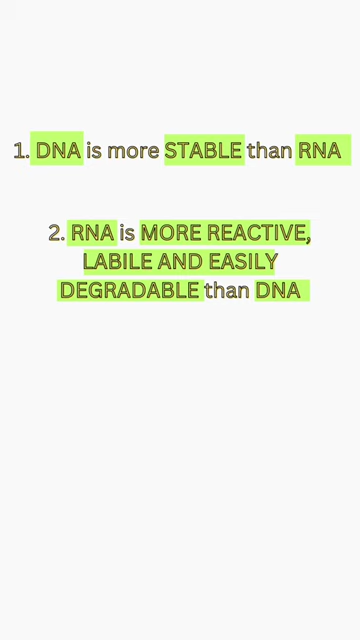 1. DNA is more STABLE than RNA
2. RNA is MORE REACTIVE,
LABILE AND EASILY
DEGRADABLE than DNA